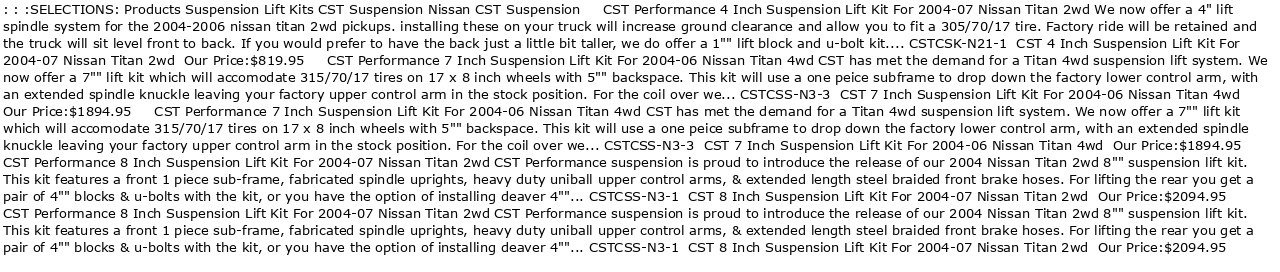 : : :SELECTIONS: Products Suspension Lift Kits CST Suspension Nissan CST Suspension CST Performance 4 Inch Suspension Lift Kit For 2004-07 Nissan Titan 2wd We now offer a 4" lift
spindle system for the 2004-2006 nissan titan 2wd pickups. installing these on your truck will increase ground clearance and allow you to fit a 305/70/17 tire. Factory ride will be retained and
the truck will sit level front to back. If you would prefer to have the back just a little bit taller, we do offer a 1"" lift block and u-bolt kit.... CSTCSK-N21-1 CST 4 Inch Suspension Lift Kit For
2004-07 Nissan Titan 2wd Our Price:$819.95 CST Performance 7 Inch Suspension Lift Kit For 2004-06 Nissan Titan 4wd CST has met the demand for a Titan 4wd suspension lift system. We
now offer a 7"" lift kit which will accomodate 315/70/17 tires on 17 x 8 inch wheels with 5"" backspace. This kit will use a one peice subframe to drop down the factory lower control arm, with
an extended spindle knuckle leaving your factory upper control arm in the stock position. For the coil over we... CSTCSS-N3-3 CST 7 Inch Suspension Lift Kit For 2004-06 Nissan Titan 4wd
Our Price:$1894.95 CST Performance 7 Inch Suspension Lift Kit For 2004-06 Nissan Titan 4wd CST has met the demand for a Titan 4wd suspension lift system. We now offer a 7"" lift kit
which will accomodate 315/70/17 tires on 17 x 8 inch wheels with 5"" backspace. This kit will use a one peice subframe to drop down the factory lower control arm, with an extended spindle
knuckle leaving your factory upper control arm in the stock position. For the coil over we... CSTCSS-N3-3 CST 7 Inch Suspension Lift Kit For 2004-06 Nissan Titan 4wd Our Price:$1894.95
CST Performance 8 Inch Suspension Lift Kit For 2004-07 Nissan Titan 2wd CST Performance suspension is proud to introduce the release of our 2004 Nissan Titan 2wd 8"" suspension lift kit.
This kit features a front 1 piece sub-frame, fabricated spindle uprights, heavy duty uniball upper control arms, & extended length steel braided front brake hoses. For lifting the rear you get a
pair of 4"" blocks & u-bolts with the kit, or you have the option of installing deaver 4""... CSTCSS-N3-1 CST 8 Inch Suspension Lift Kit For 2004-07 Nissan Titan 2wd Our Price:$2094.95
CST Performance 8 Inch Suspension Lift Kit For 2004-07 Nissan Titan 2wd CST Performance suspension is proud to introduce the release of our 2004 Nissan Titan 2wd 8"" suspension lift kit.
This kit features a front 1 piece sub-frame, fabricated spindle uprights, heavy duty uniball upper control arms, & extended length steel braided front brake hoses. For lifting the rear you get a
pair of 4"" blocks & u-bolts with the kit, or you have the option of installing deaver 4""... CSTCSS-N3-1 CST 8 Inch Suspension Lift Kit For 2004-07 Nissan Titan 2wd Our Price:$2094.95